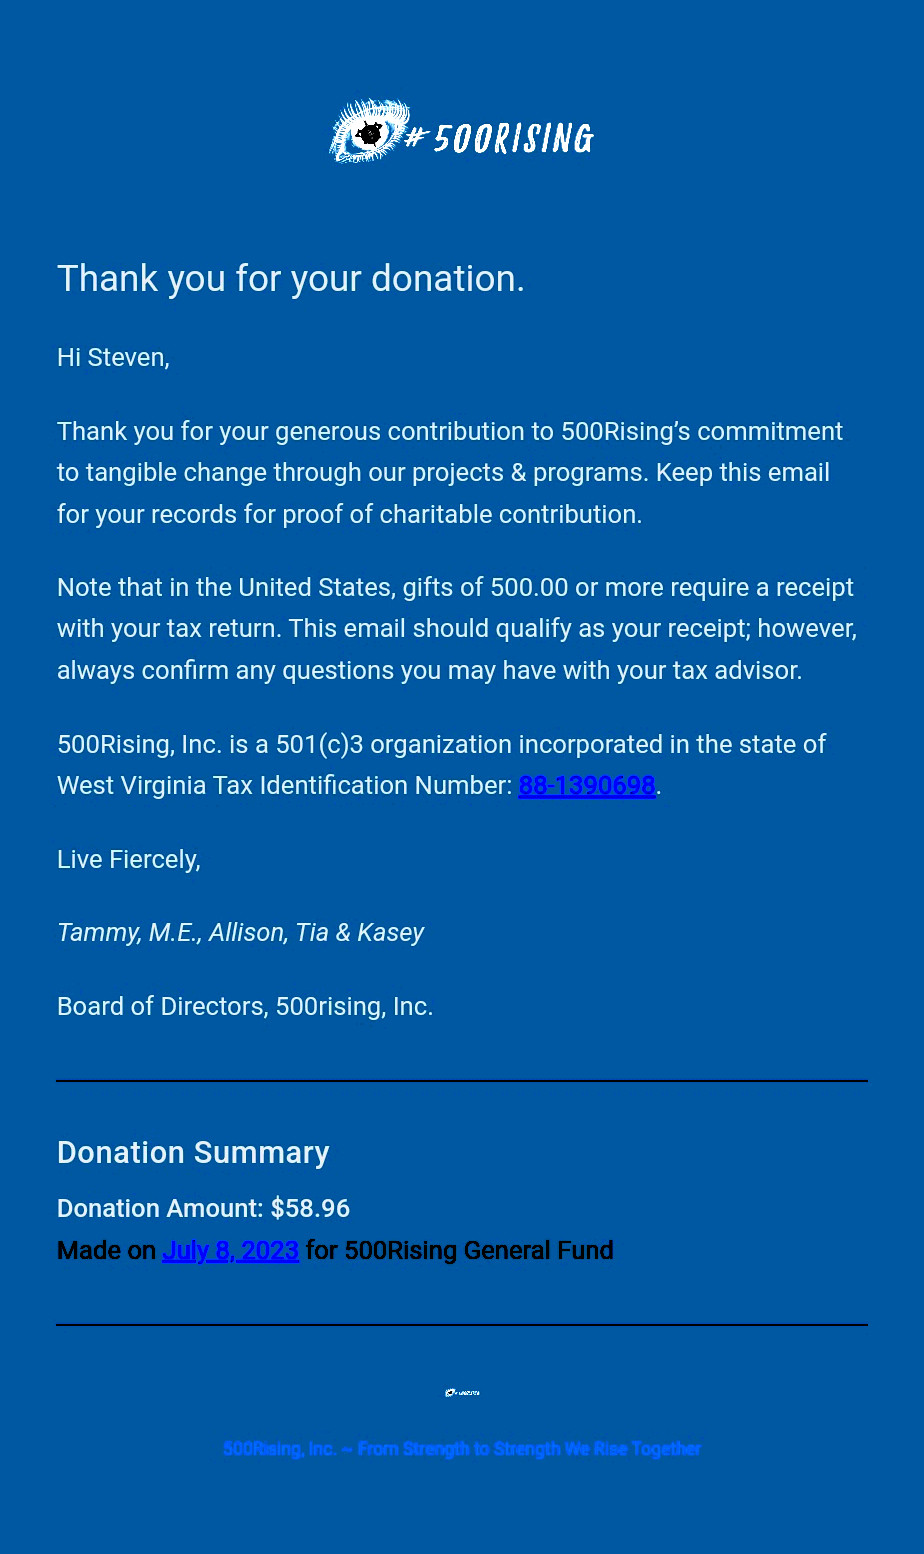 # 500RISING
Thank you for your donation.
Hi Steven,
Thank you for your generous contribution to 500Rising’s commitment
to tangible change through our projects & programs. Keep this email
for your records for proof of charitable contribution.
Note that in the United States, gifts of 500.00 or more require a receipt
with your tax return. This email should qualify as your receipt; however,
always confirm any questions you may have with your tax advisor.
500Rising, Inc. is a 501(c)3 organization incorporated in the state of
West Virginia Tax Identification Number: 88-1390698.
Live Fiercely,
Tammy, M.E., Allison, Tia & Kasey
Board of Directors, 500rising, Inc.
Donation Summary
Donation Amount: $58.96
Made on July 8, 2023 for 500Rising General Fund
500Rising, Inc. ~ From Strength to Strength We Rise Together